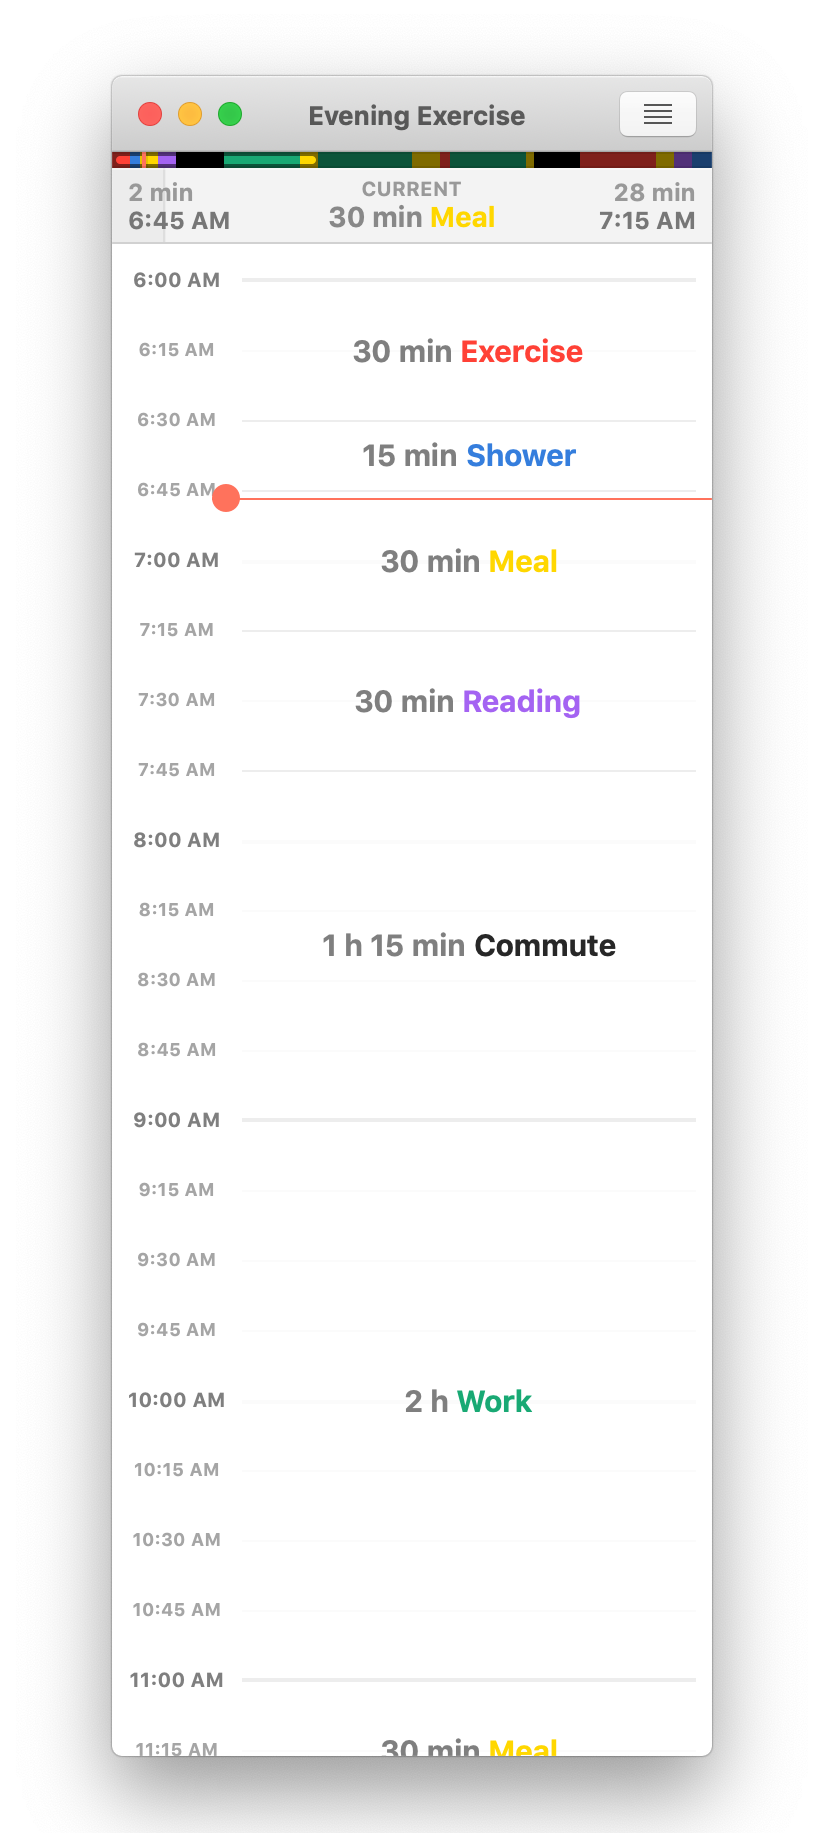 Evening Exercise
2 min CURRENT 28 min
6:45 AM 30 min Meal 7:15 AM
6:00 AM
6:15 AM 30 min Exercise
6:30 AM
15 min Shower
6:45 AM
7:00 AM 30 min Meal
7:15 AM
7:30 AM 30 min Reading
7:45 AM
8:00 AM
8:15 AM
1 h 15 min Commute
8:30 AM
8:45 AM
9:00 AM
9:15 AM
9:30 AM
9:45 AM
10:00 AM 2 h Work
10:15 AM
10:30 AM
10:45 AM
11:00 AM
11:15 AM 30 min Meal